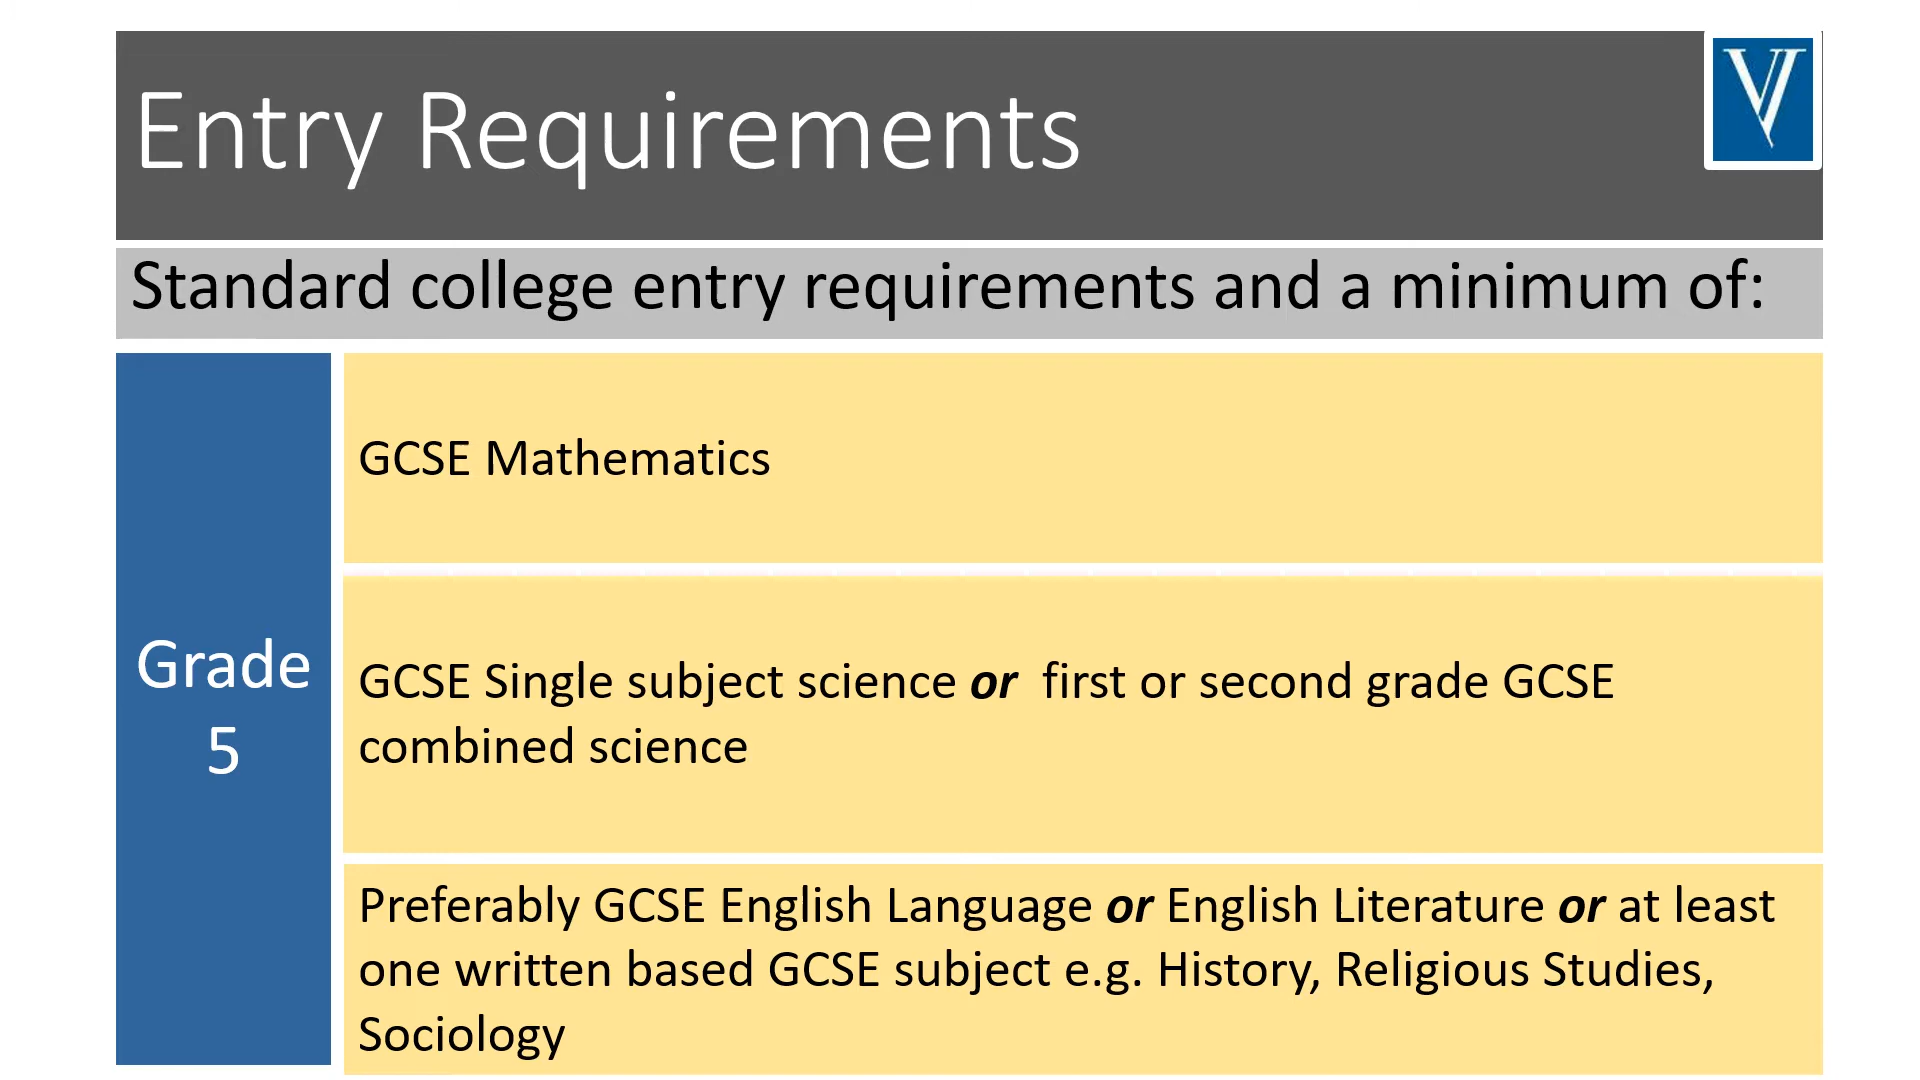 Entry Requirements
Standard college entry requirements and a minimum of:
Grade
5
GCSE Mathematics
GCSE Single subject science or first or second grade GCSE
combined science
Preferably GCSE English Language or English Literature or at least
one written based GCSE subject e.g. History, Religious Studies,
Sociology